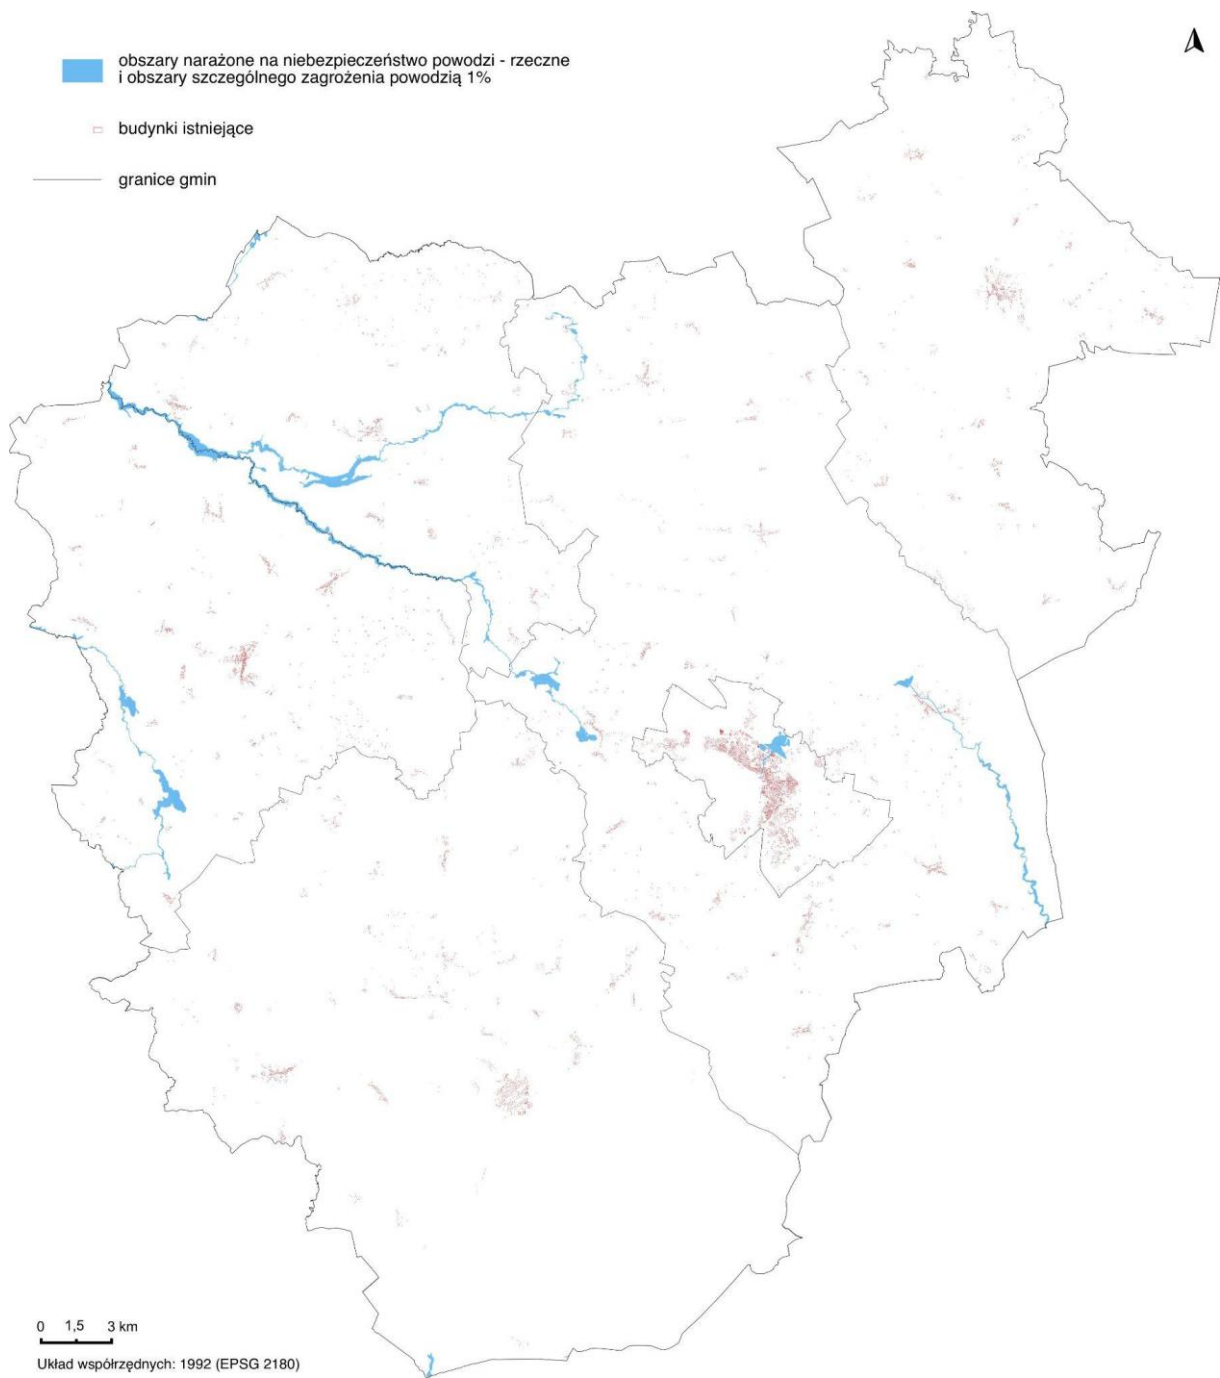 obszary narażone na niebezpieczeństwo powodzi - rzeczne
i obszary szczególnego zagrożenia powodzią 1%
budynki istniejące
granice gmin
0 1,5 3 km
Układ współrzędnych: 1992 (EPSG 2180)